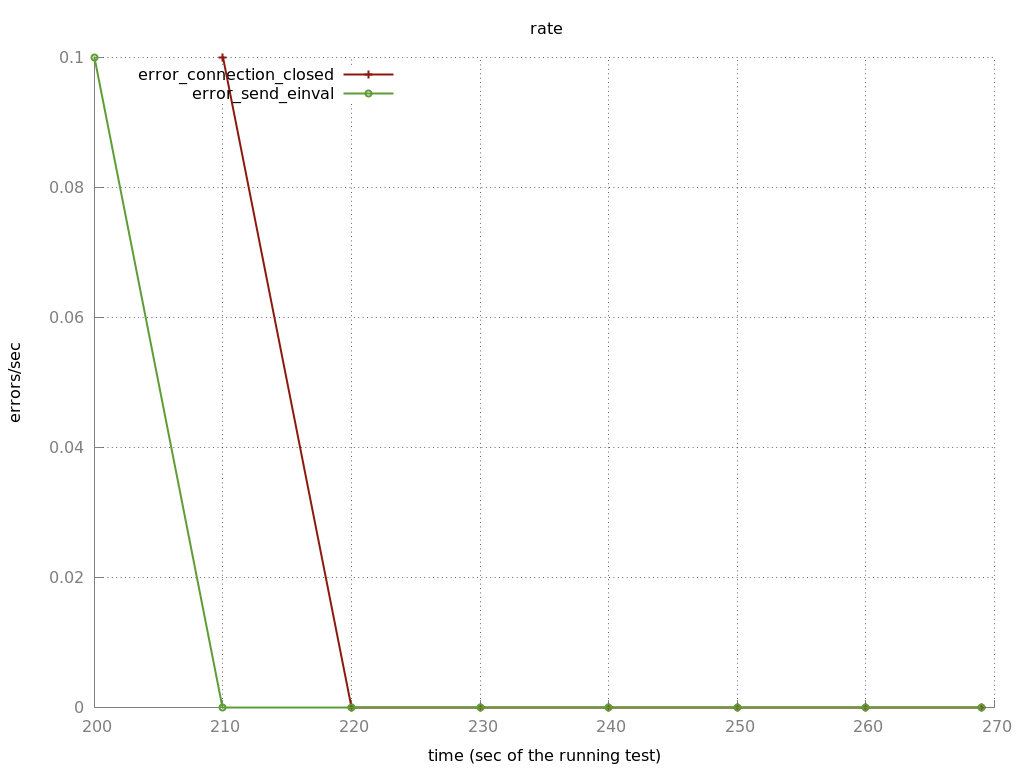 rate
0.1
error_connection_closed
error_send_einval
0.08
0.06
errors/sec
0.04
0.02
0
200 210 220 230 240 250 260 270
time (sec of the running test)